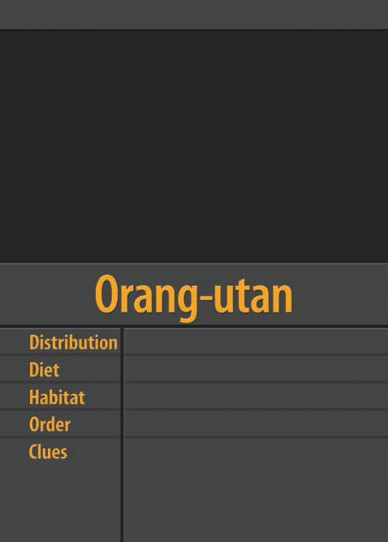 Orang-utan
Distribution
Diet
Habitat
Order
Clues